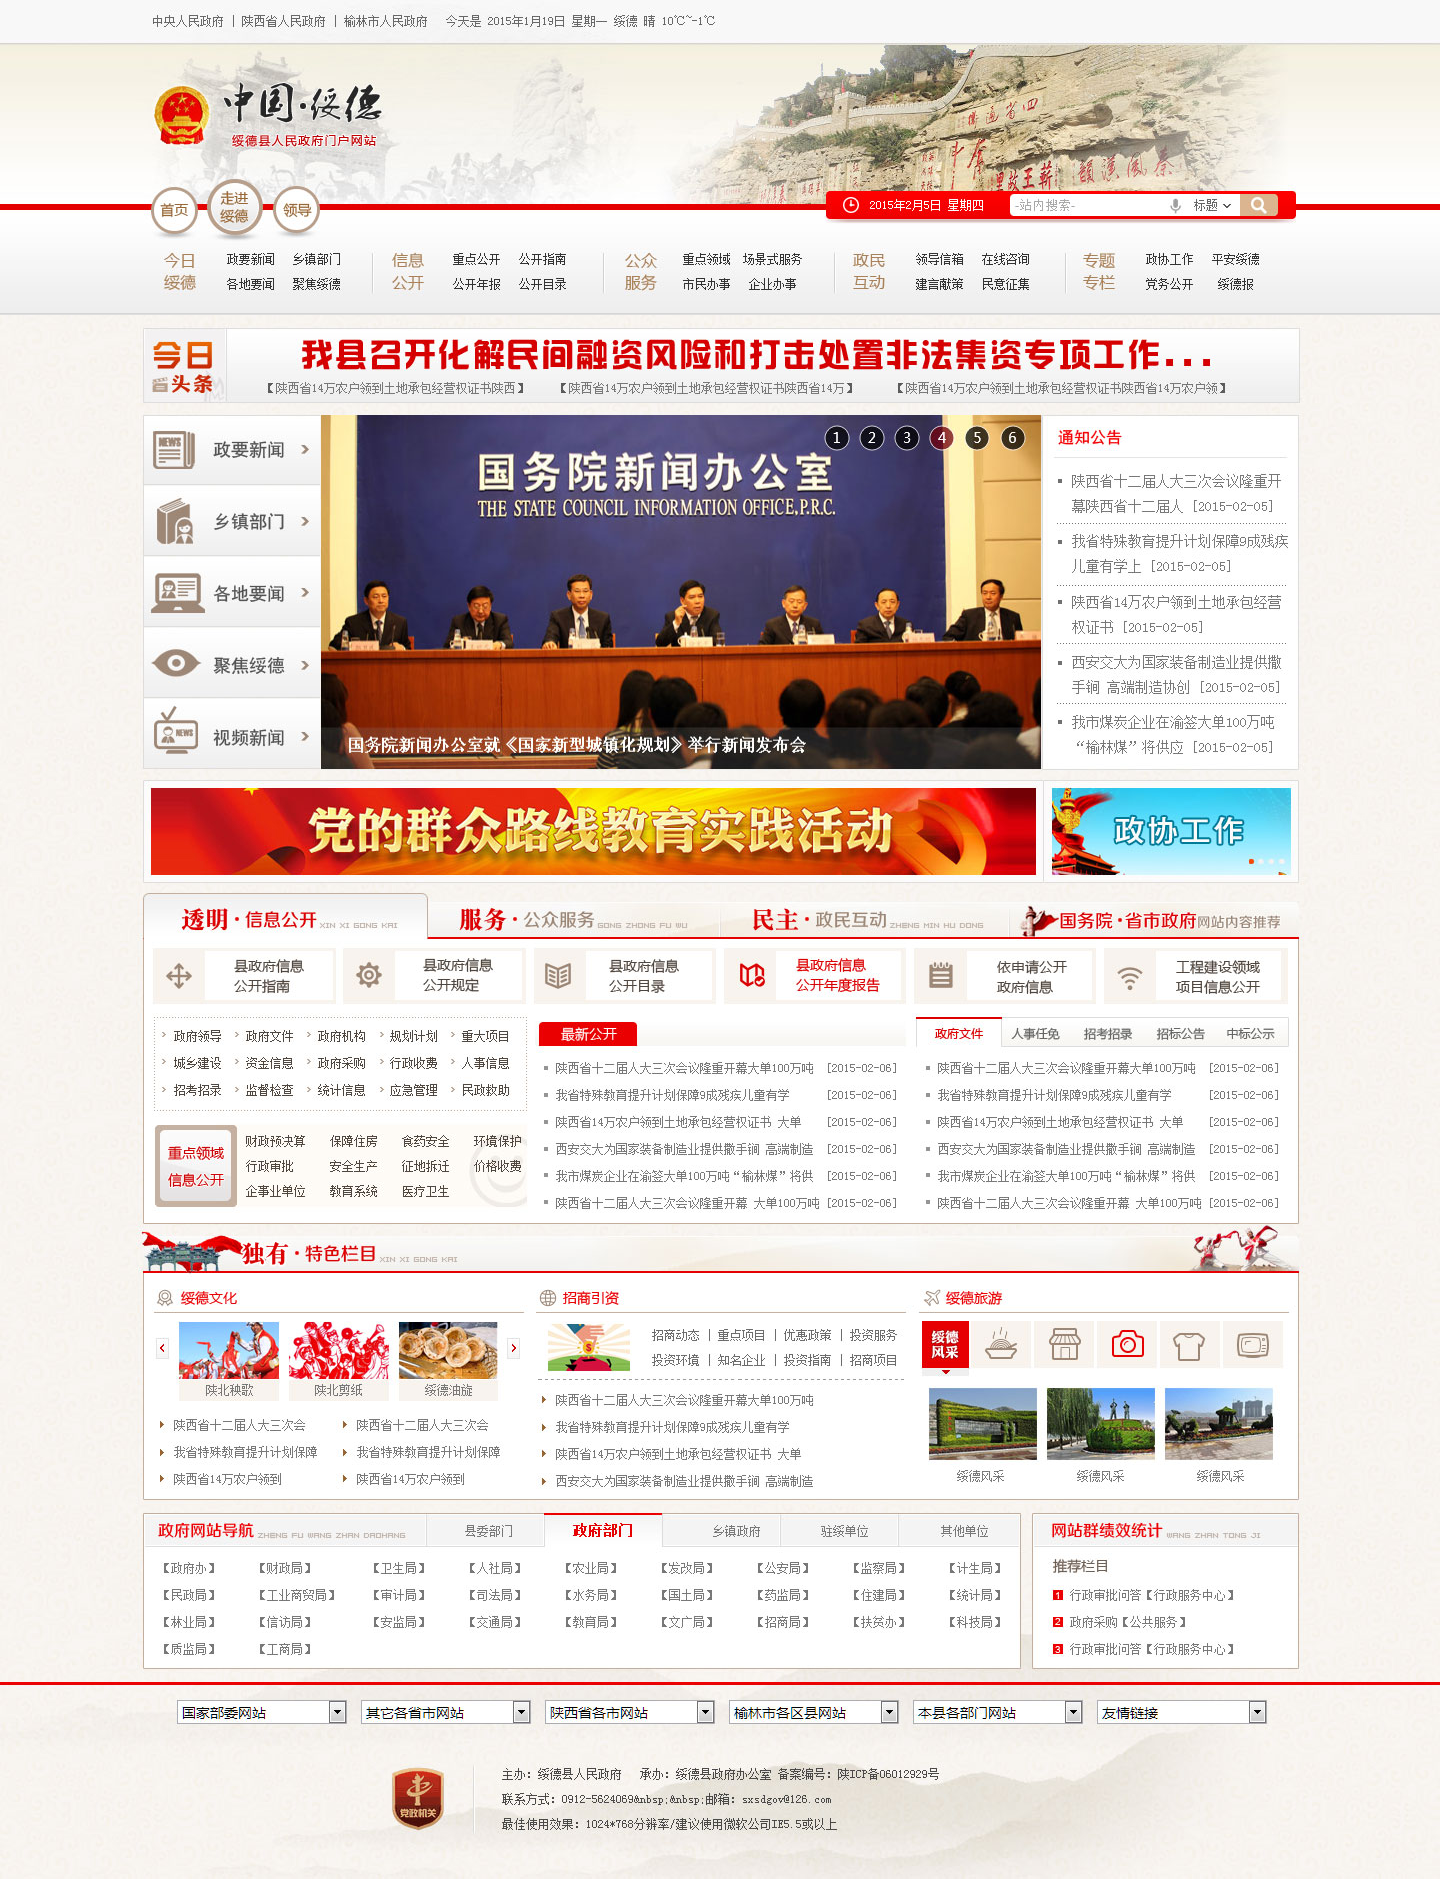 中央人民政府 | 陕西省人民政府 | 榆林市人民政府 今天是 2015年1月19日 星期一 绥德 晴 10℃~-1℃
中国·绥德
绥德县人民政府门户网站
首页
走进
绥德
领导
2015年2月5日 星期四
-站内搜索-
标题
今日
绥德
政要新闻 乡镇部门
各地要闻 聚焦绥德
信息
公开
重点公开 公开指南
公开年报 公开目录
公众
服务
重点领域 场景式服务
市民办事 企业办事
政民
互动
领导信箱 在线咨询
建言献策 民意征集
专题
专栏
政协工作 平安绥德
党务公开 绥德报
今日
头条
我县召开化解民间融资风险和打击处置非法集资专项工作...
【陕西省14万农户领到土地承包经营权证书陕西】 【陕西省14万农户领到土地承包经营权证书陕西省14万】 【陕西省14万农户领到土地承包经营权证书陕西省14万农户领】
政要新闻
乡镇部门
各地要闻
聚焦绥德
视频新闻
NEWS
NEWS
1 2 3 4 5 6
国务院新闻办公室
THE STATE COUNCIL INFORMATION OFFICE,P.R.C.
国务院新闻办公室就《国家新型城镇化规划》举行新闻发布会
通知公告
陕西省十二届人大三次会议隆重开
幕陕西省十二届人 [2015-02-05]
我省特殊教育提升计划保障9成残疾
儿童有学上 [2015-02-05]
陕西省14万农户领到土地承包经营
权证书 [2015-02-05]
西安交大为国家装备制造业提供撒
手锏 高端制造协创 [2015-02-05]
我市煤炭企业在渝签大单100万吨
“榆林煤”将供应 [2015-02-05]
党的群众路线教育实践活动
政协工作
透明·信息公开 XIN XI GONG KAI
服务·公众服务 GONG ZHONG FU WU
民主·政民互动 ZHENG MIN HU DONG
国务院·省市政府网站内容推荐
县政府信息
公开指南
县政府信息
公开规定
县政府信息
公开目录
县政府信息
公开年度报告
依申请公开
政府信息
工程建设领域
项目信息公开
政府领导 政府文件 政府机构 规划计划 重大项目
城乡建设 资金信息 政府采购 行政收费 人事信息
招考招录 监督检查 统计信息 应急管理 民政救助
重点领域
信息公开
财政预决算 保障住房 食药安全 环境保护
行政审批 安全生产 征地拆迁 价格收费
企事业单位 教育系统 医疗卫生
最新公开
陕西省十二届人大三次会议隆重开幕大单100万吨 [2015-02-06]
我省特殊教育提升计划保障9成残疾儿童有学 [2015-02-06]
陕西省14万农户领到土地承包经营权证书 大单 [2015-02-06]
西安交大为国家装备制造业提供撒手锏 高端制造 [2015-02-06]
我市煤炭企业在渝签大单100万吨“榆林煤”将供 [2015-02-06]
陕西省十二届人大三次会议隆重开幕 大单100万吨 [2015-02-06]
政府文件 人事任免 招考招录 招标公告 中标公示
陕西省十二届人大三次会议隆重开幕大单100万吨 [2015-02-06]
我省特殊教育提升计划保障9成残疾儿童有学 [2015-02-06]
陕西省14万农户领到土地承包经营权证书 大单 [2015-02-06]
西安交大为国家装备制造业提供撒手锏 高端制造 [2015-02-06]
我市煤炭企业在渝签大单100万吨“榆林煤”将供 [2015-02-06]
陕西省十二届人大三次会议隆重开幕 大单100万吨 [2015-02-06]
独有·特色栏目 XIN XI GONG KAI
绥德文化
陕北秧歌 陕北剪纸 绥德油旋
陕西省十二届人大三次会 陕西省十二届人大三次会
我省特殊教育提升计划保障 我省特殊教育提升计划保障
陕西省14万农户领到 陕西省14万农户领到
招商引资
招商动态 | 重点项目 | 优惠政策 | 投资服务
投资环境 | 知名企业 | 投资指南 | 招商项目
陕西省十二届人大三次会议隆重开幕大单100万吨
我省特殊教育提升计划保障9成残疾儿童有学
陕西省14万农户领到土地承包经营权证书 大单
西安交大为国家装备制造业提供撒手锏 高端制造
绥德旅游
绥德
风采
绥德风采 绥德风采 绥德风采
政府网站导航 ZHENG FU WANG ZHAN DAOHANG
县委部门 政府部门 乡镇政府 驻绥单位 其他单位
【政府办】 【财政局】 【卫生局】 【人社局】 【农业局】 【发改局】 【公安局】 【监察局】 【计生局】
【民政局】 【工业商贸局】 【审计局】 【司法局】 【水务局】 【国土局】 【药监局】 【住建局】 【统计局】
【林业局】 【信访局】 【安监局】 【交通局】 【教育局】 【文广局】 【招商局】 【扶贫办】 【科技局】
【质监局】 【工商局】
网站群绩效统计 WANG ZHAN TONG JI
推荐栏目
1 行政审批问答【行政服务中心】
2 政府采购【公共服务】
3 行政审批问答【行政服务中心】
国家部委网站 其它各省市网站 陕西省各市网站 榆林市各区县网站 本县各部门网站 友情链接
党政机关
主办：绥德县人民政府 承办：绥德县政府办公室 备案编号：陕ICP备06012929号
联系方式：0912-5624069&nbsp;&nbsp;邮箱：sxsdgov@126.com
最佳使用效果：1024*768分辨率/建议使用微软公司IE5.5或以上